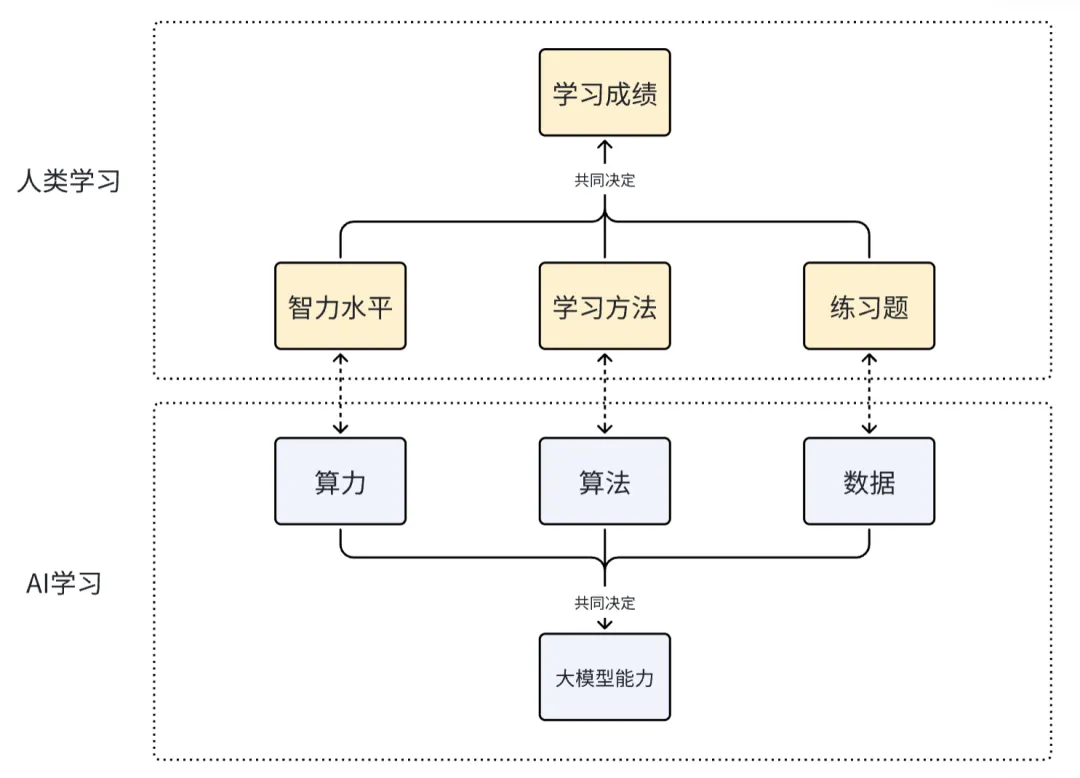 学习成绩
人类学习
共同决定
智力水平
学习方法
练习题
算力
算法
数据
AI学习
共同决定
大模型能力